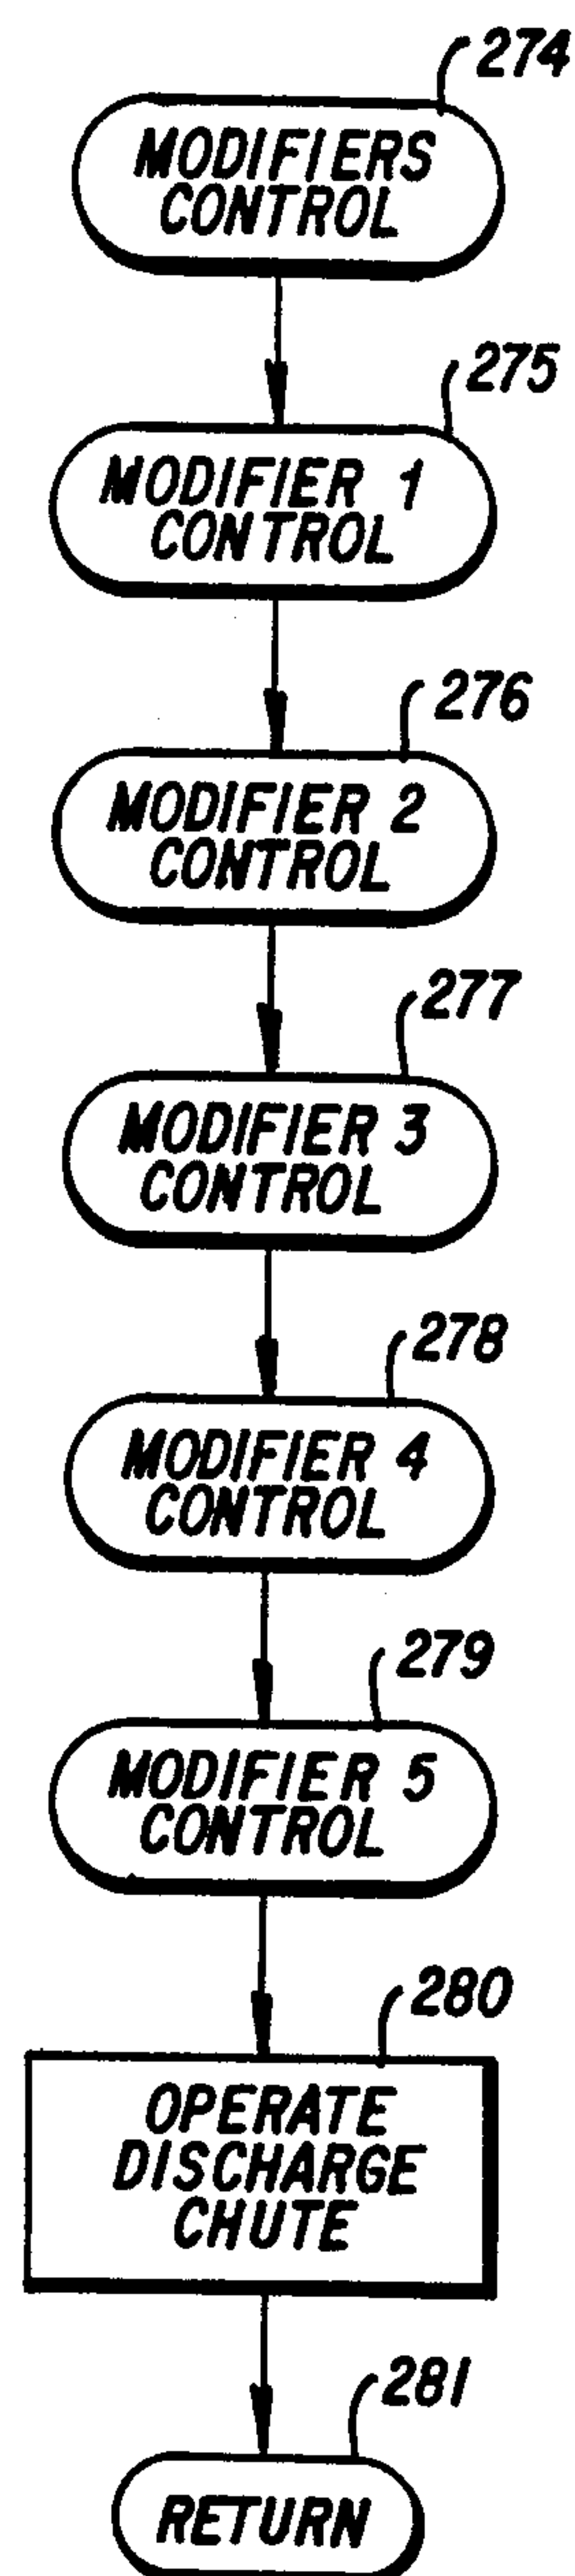 274
MODIFIERS
CONTROL
275
MODIFIER 1
CONTROL
276
MODIFIER 2
CONTROL
277
MODIFIER 3
CONTROL
278
MODIFIER 4
CONTROL
279
MODIFIER 5
CONTROL
280
OPERATE
DISCHARGE
CHUTE
281
RETURN